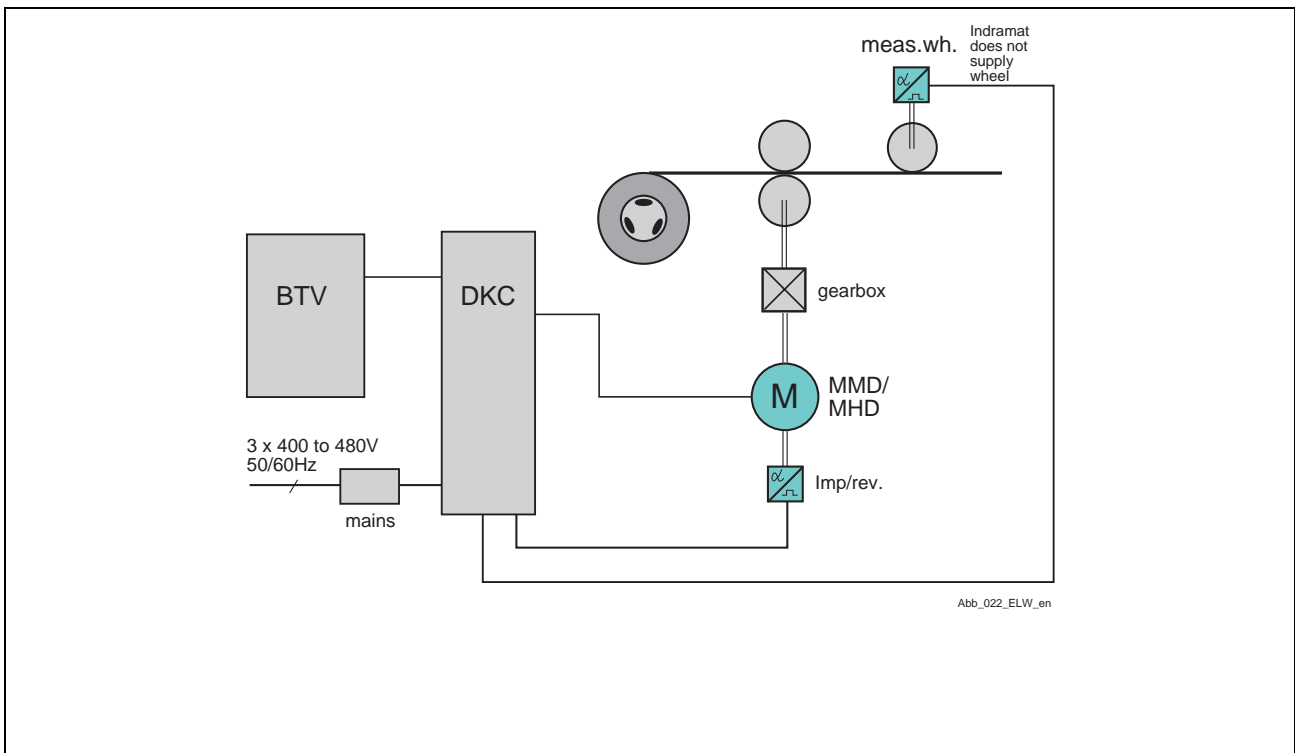 meas.wh.
Indramat
does not
supply
wheel
α
BTV
DKC
gearbox
M
MMD/
MHD
3 x 400 to 480V
50/60Hz
mains
α
Imp/rev.
Abb_022_ELW_en